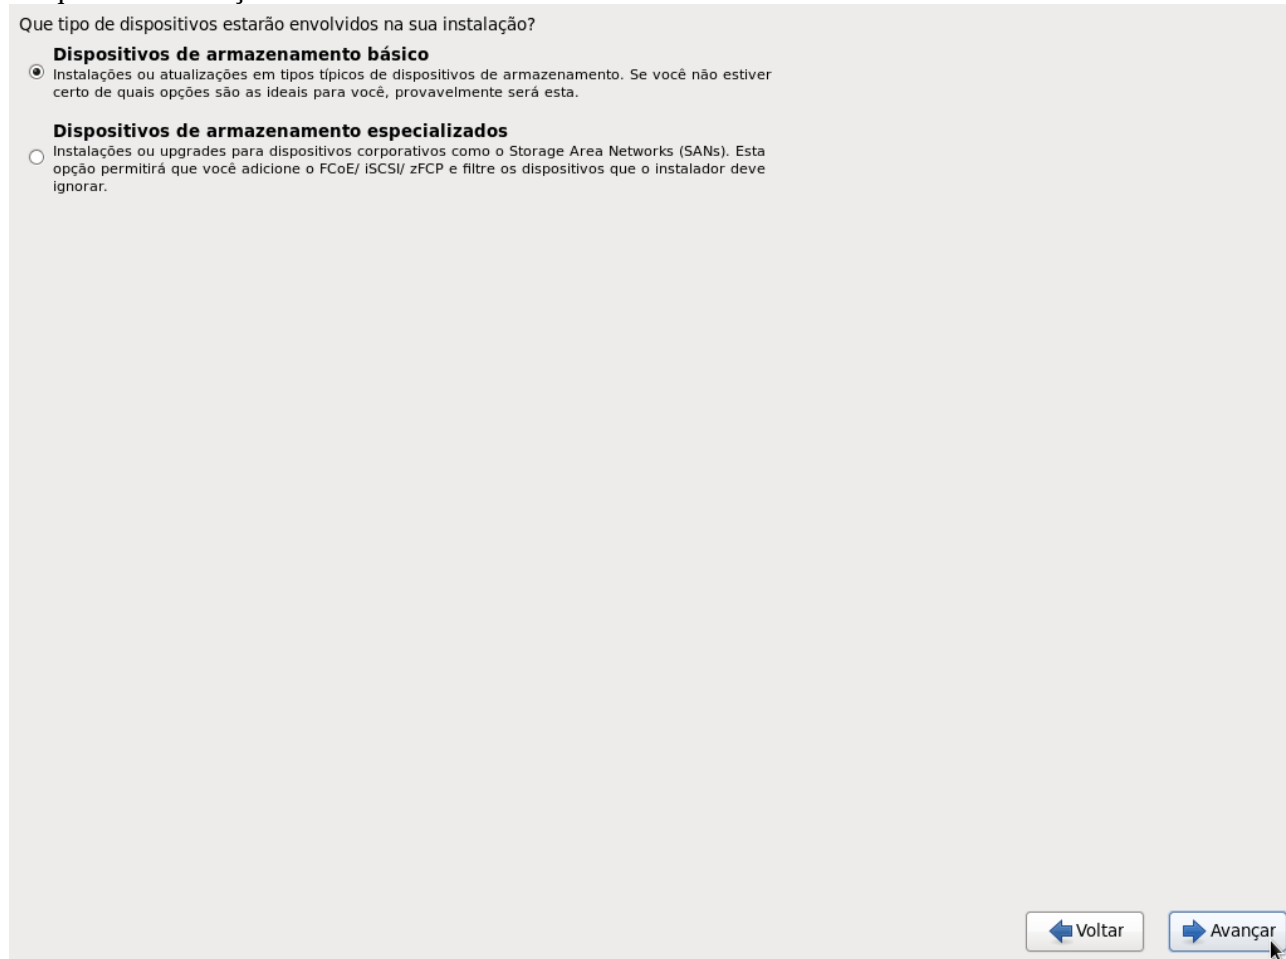 Que tipo de dispositivos estarão envolvidos na sua instalação?
Dispositivos de armazenamento básico
Instalações ou atualizações em tipos típicos de dispositivos de armazenamento. Se você não estiver
certo de quais opções são as ideais para você, provavelmente será esta.
Dispositivos de armazenamento especializados
Instalações ou upgrades para dispositivos corporativos como o Storage Area Networks (SANs). Esta
opção permitirá que você adicione o FCoE/ iSCSI/ zFCP e filtre os dispositivos que o instalador deve
ignorar.
Voltar
Avançar